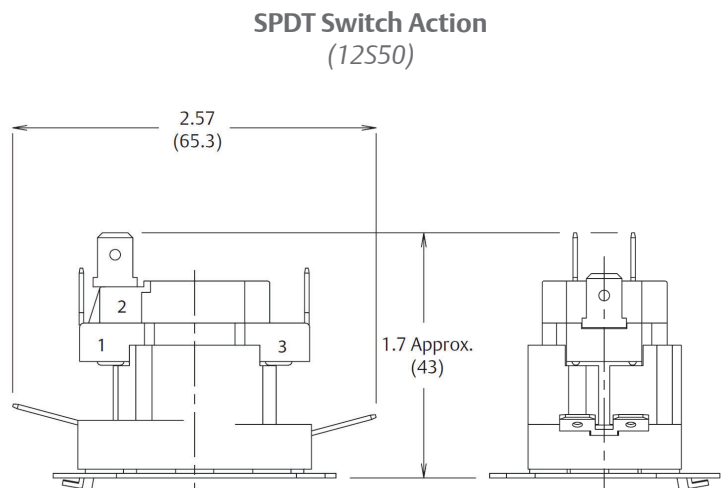 SPDT Switch Action
(12S50)
2.57
(65.3)
2
1
3
1.7 Approx.
(43)